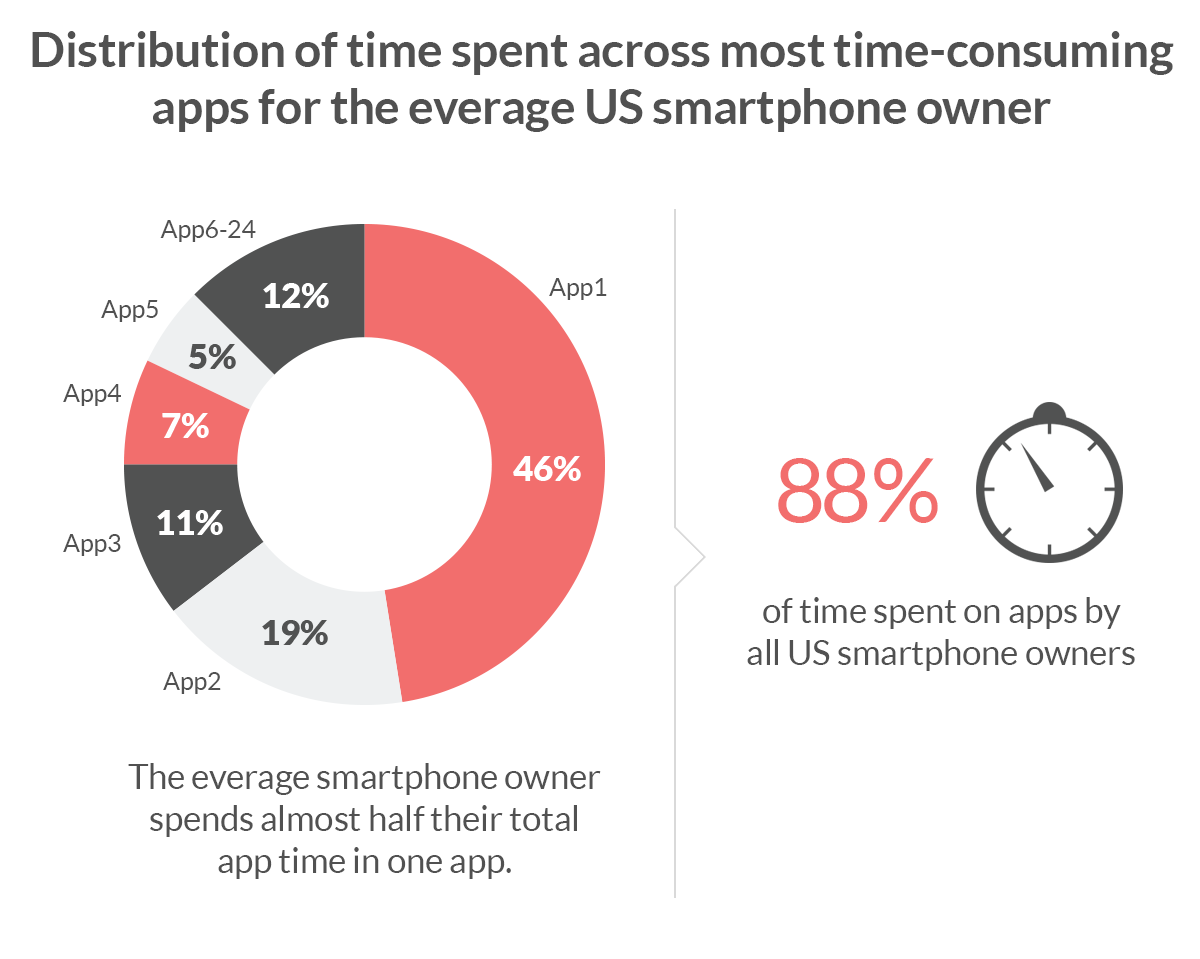 Distribution of time spent across most time-consuming
apps for the everage US smartphone owner
App6-24
12%
App1
App5
5%
App4
7%
46%
App3
11%
App2
19%
The everage smartphone owner
spends almost half their total
app time in one app.
88%
of time spent on apps by
all US smartphone owners